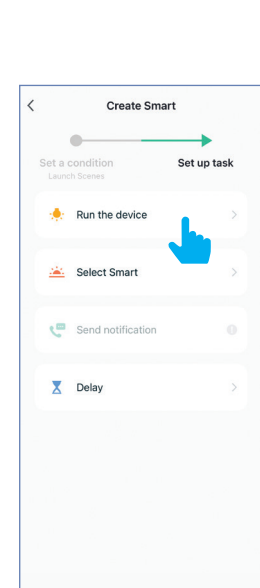 Create Smart
Set a condition
Launch Scenes
Set up task
Run the device
Select Smart
Send notification
Delay